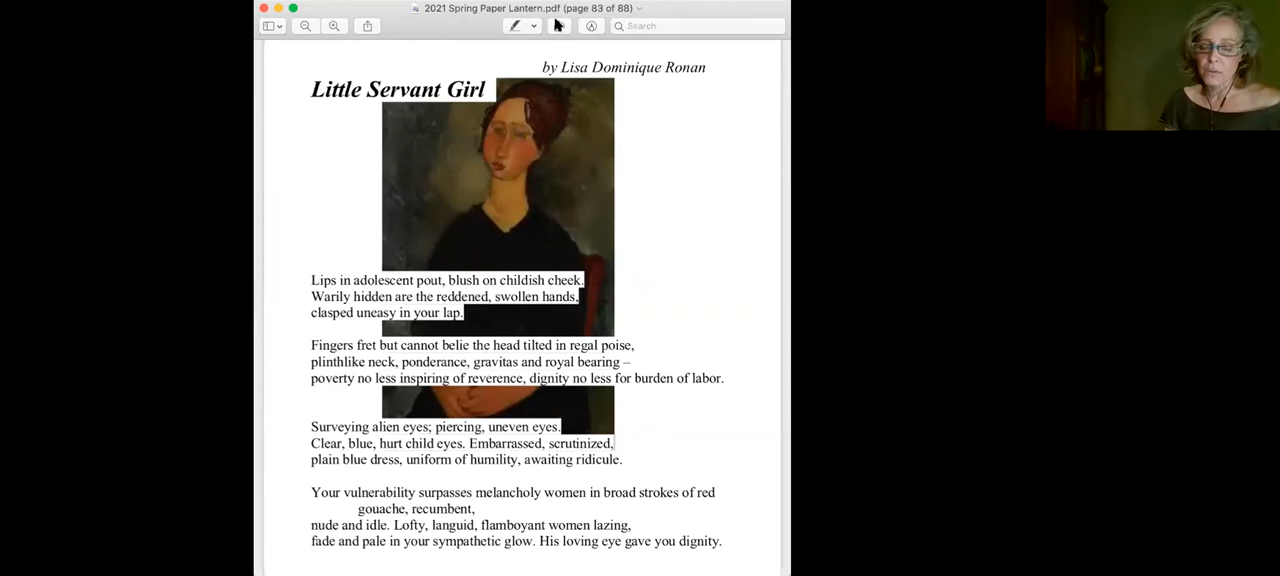 2021 Spring Paper Lantern.pdf (page 83 of 88)
Search
by Lisa Dominique Ronan
Little Servant Girl
Lips in adolescent pout, blush on childish cheek.
Warily hidden are the reddened, swollen hands,
clasped uneasy in your lap.
Fingers fret but cannot belie the head tilted in regal poise,
plinthlike neck, ponderance, gravitas and royal bearing –
poverty no less inspiring of reverence, dignity no less for burden of labor.
Surveying alien eyes; piercing, uneven eyes.
Clear, blue, hurt child eyes. Embarrassed, scrutinized,
plain blue dress, uniform of humility, awaiting ridicule.
Your vulnerability surpasses melancholy women in broad strokes of red
gouache, recumbent,
nude and idle. Lofty, languid, flamboyant women lazing,
fade and pale in your sympathetic glow. His loving eye gave you dignity.